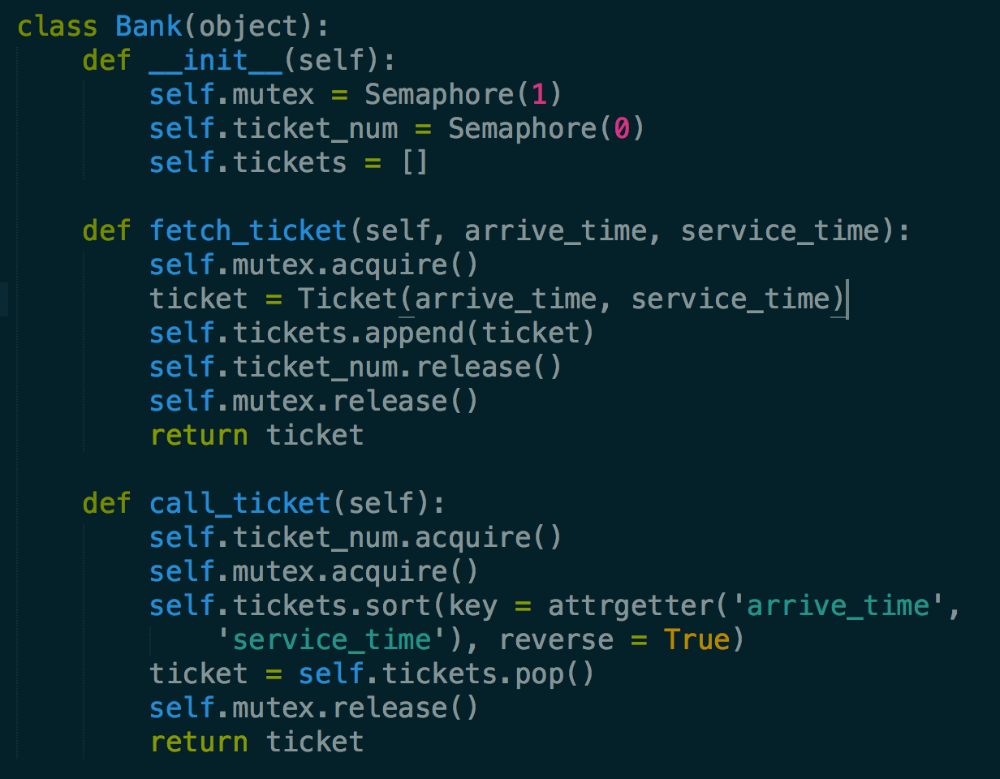 class Bank(object):
    def __init__(self):
        self.mutex = Semaphore(1)
        self.ticket_num = Semaphore(0)
        self.tickets = []

    def fetch_ticket(self, arrive_time, service_time):
        self.mutex.acquire()
        ticket = Ticket(arrive_time, service_time)
        self.tickets.append(ticket)
        self.ticket_num.release()
        self.mutex.release()
        return ticket

    def call_ticket(self):
        self.ticket_num.acquire()
        self.mutex.acquire()
        self.tickets.sort(key = attrgetter('arrive_time',
            'service_time'), reverse = True)
        ticket = self.tickets.pop()
        self.mutex.release()
        return ticket